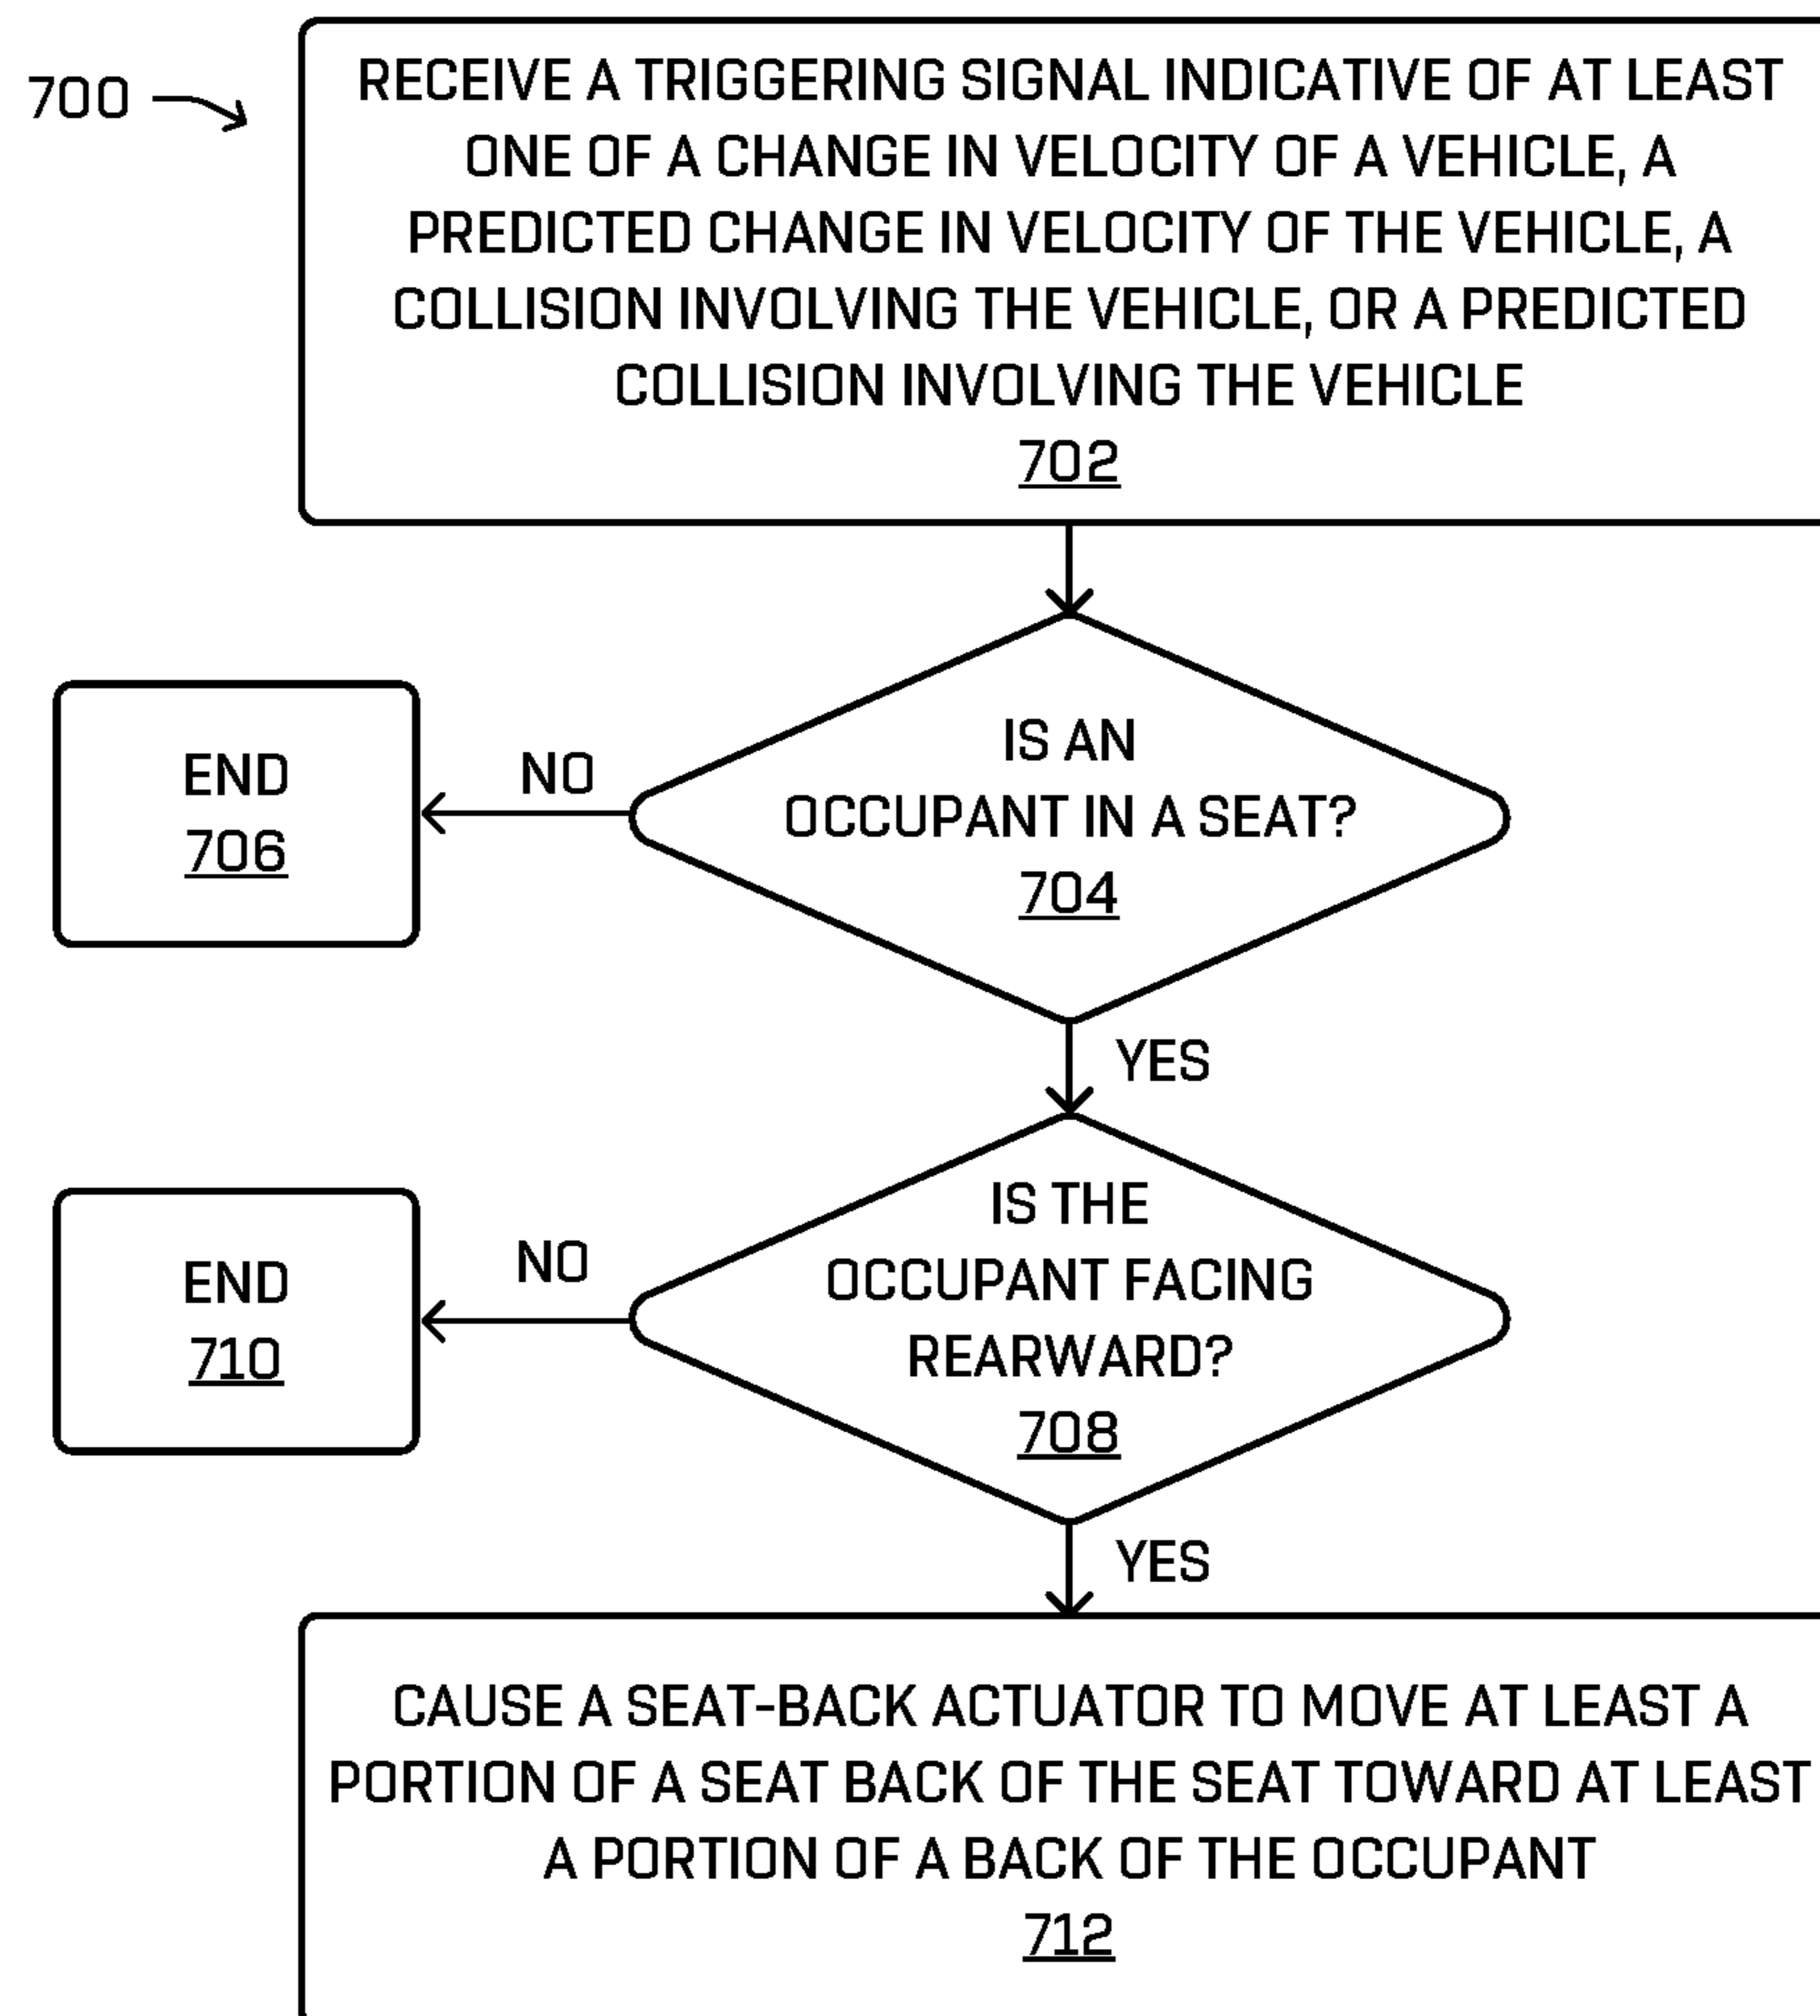 700
RECEIVE A TRIGGERING SIGNAL INDICATIVE OF AT LEAST
ONE OF A CHANGE IN VELOCITY OF A VEHICLE, A
PREDICTED CHANGE IN VELOCITY OF THE VEHICLE, A
COLLISION INVOLVING THE VEHICLE, OR A PREDICTED
COLLISION INVOLVING THE VEHICLE
702
IS AN
OCCUPANT IN A SEAT?
704
NO
END
706
YES
IS THE
OCCUPANT FACING
REARWARD?
708
NO
END
710
YES
CAUSE A SEAT-BACK ACTUATOR TO MOVE AT LEAST A
PORTION OF A SEAT BACK OF THE SEAT TOWARD AT LEAST
A PORTION OF A BACK OF THE OCCUPANT
712